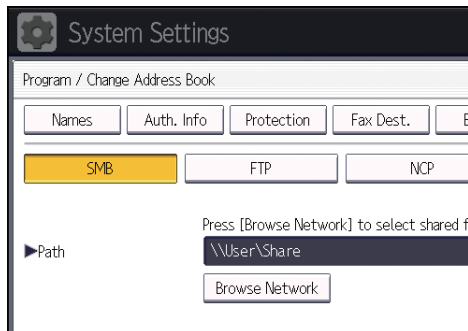 System Settings
Program / Change Address Book
Names Auth. Info Protection Fax Dest.
SMB FTP NCP
Press [Browse Network] to select shared
▶Path \\User\Share
Browse Network